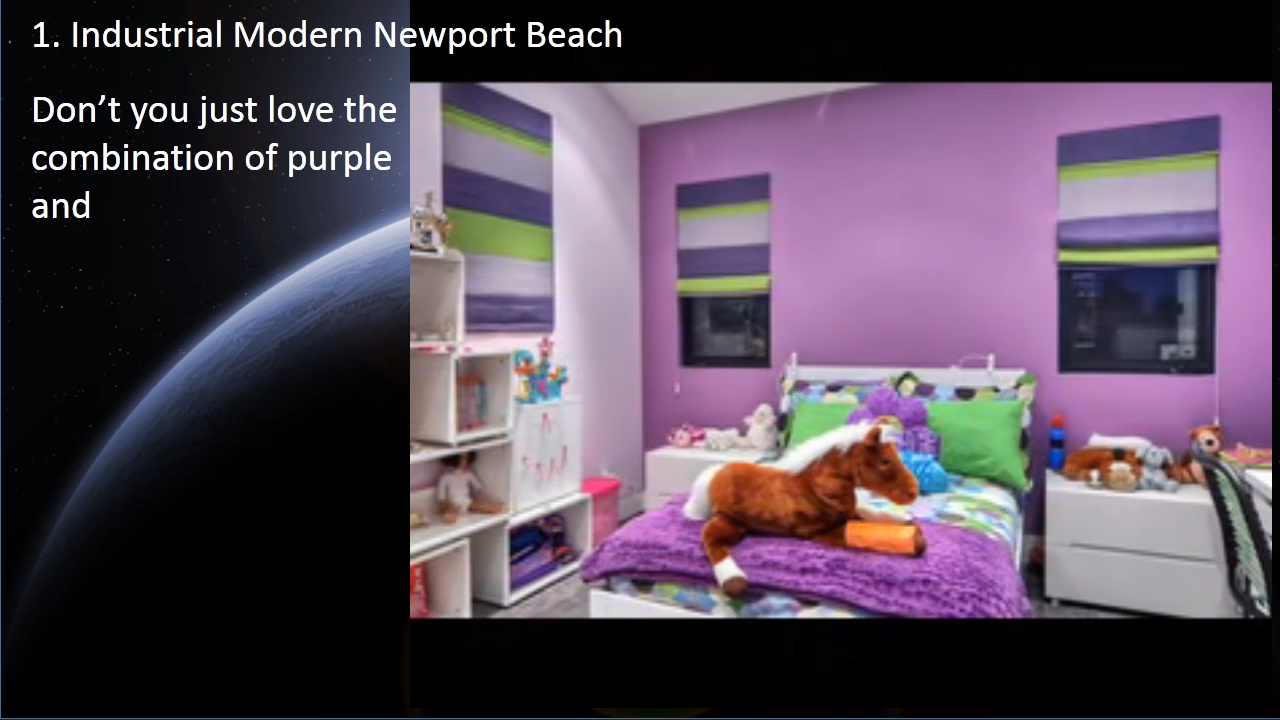 1. Industrial Modern Newport Beach
Don’t you just love the
combination of purple
and